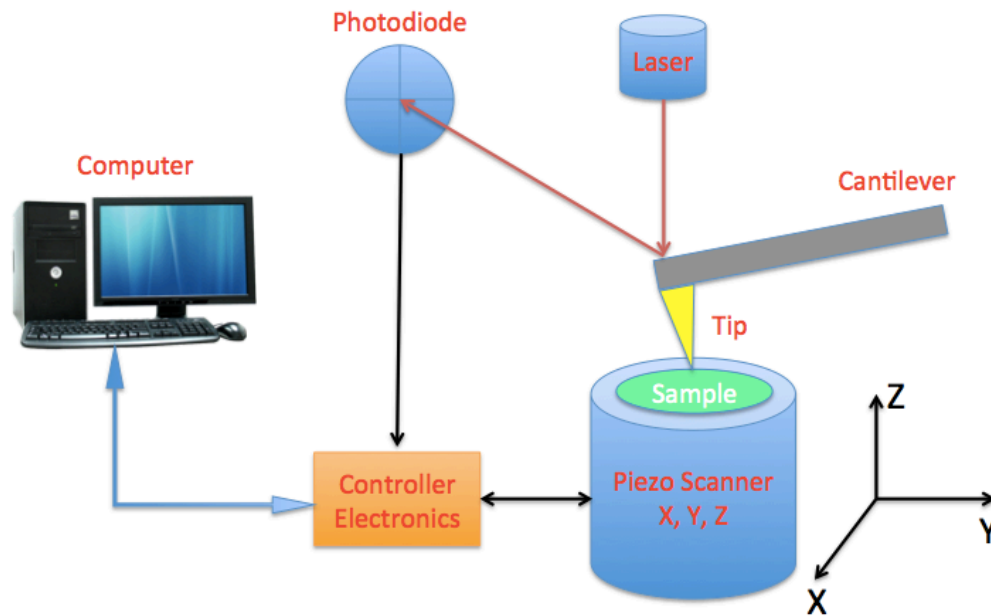 Photodiode
Laser
Computer
Cantilever
Tip
Sample
Z
Controller
Electronics
Piezo Scanner
X, Y, Z
Y
X